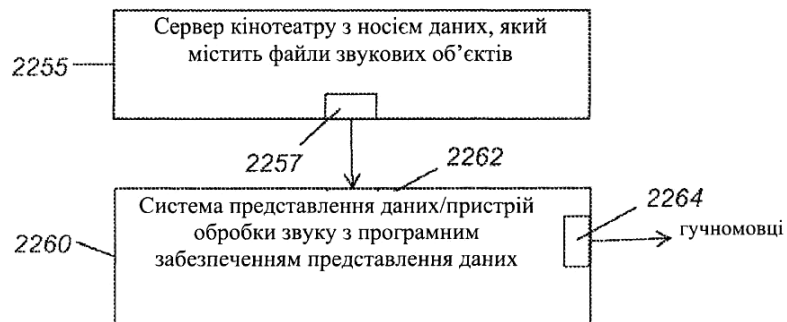 Сервер кінотеатру з носієм даних, який
містить файли звукових об’єктів
2255
2257
2262
2264
Система представлення даних/пристрій
обробки звуку з програмним
забезпеченням представлення даних
2260
гучномовці